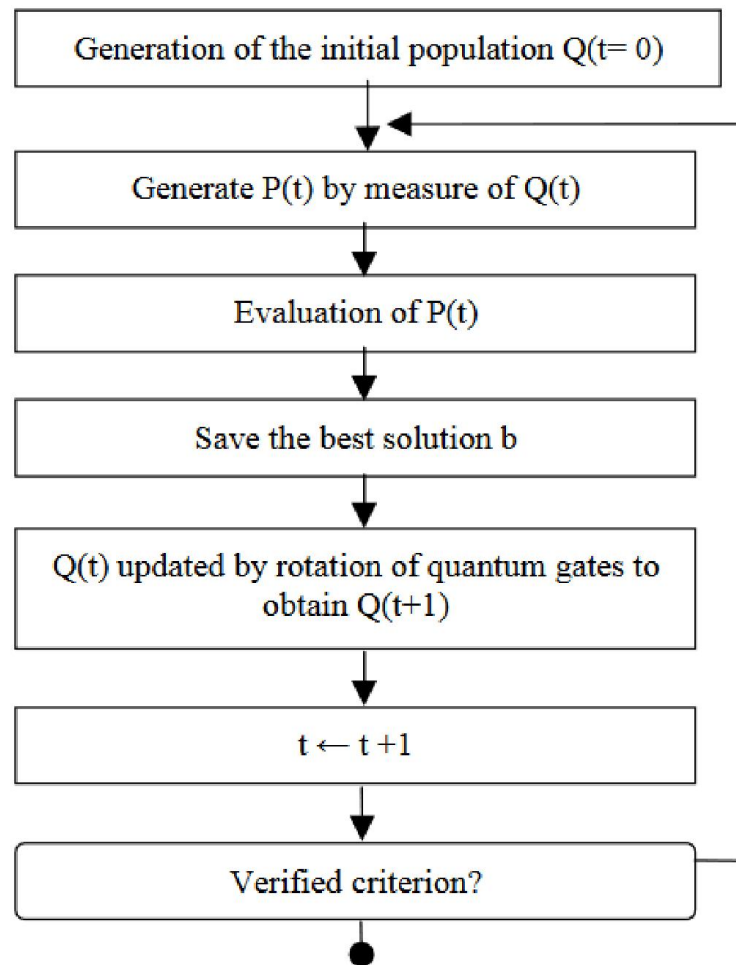 Generation of the initial population Q(t= 0)
Generate P(t) by measure of Q(t)
Evaluation of P(t)
Save the best solution b
Q(t) updated by rotation of quantum gates to
obtain Q(t+1)
t ← t +1
Verified criterion?